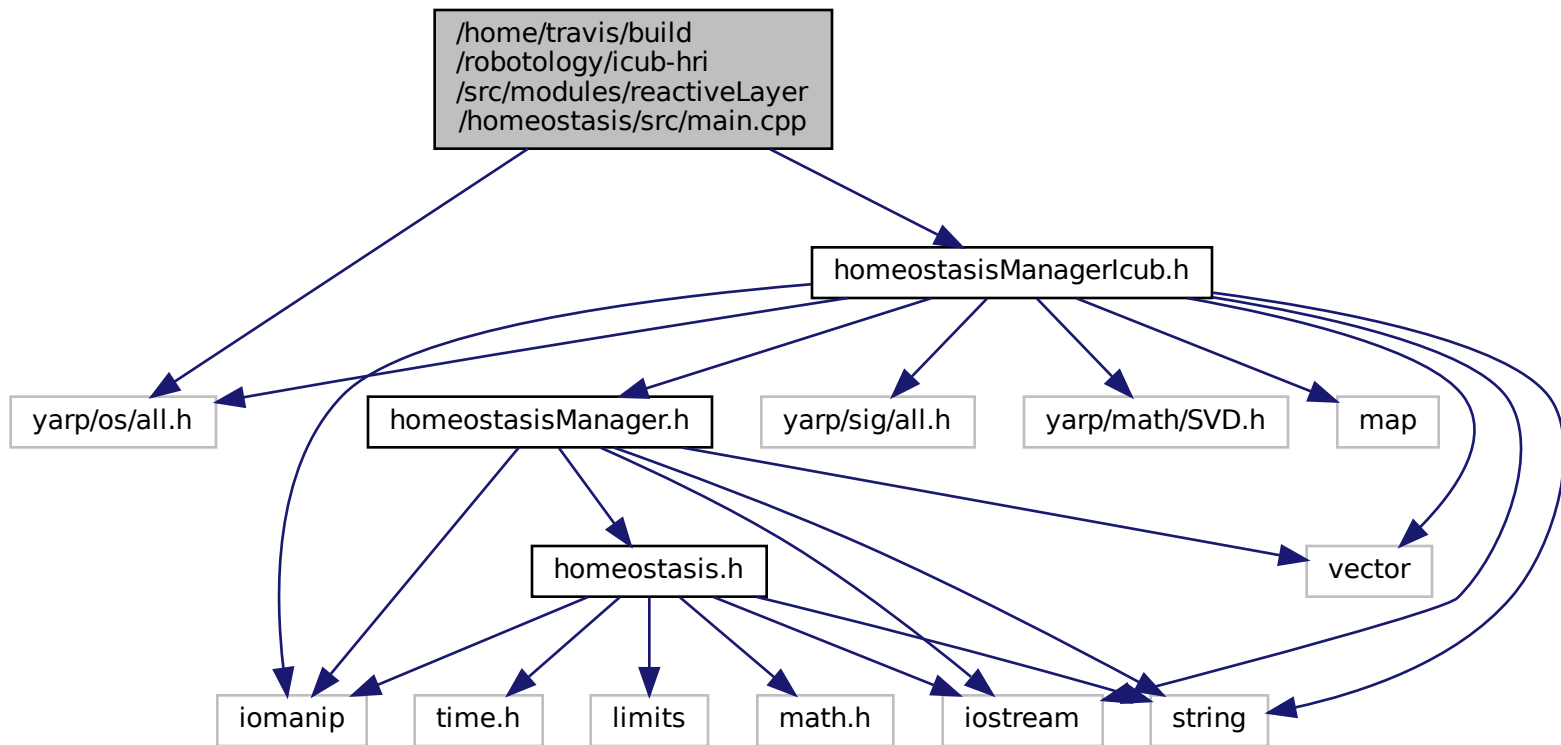 /home/travis/build
/robotology/icub-hri
/src/modules/reactiveLayer
/homeostasis/src/main.cpp
homeostasisManagerIcub.h
yarp/os/all.h
homeostasisManager.h
yarp/sig/all.h
yarp/math/SVD.h
map
homeostasis.h
vector
iomanip
time.h
limits
math.h
iostream
string